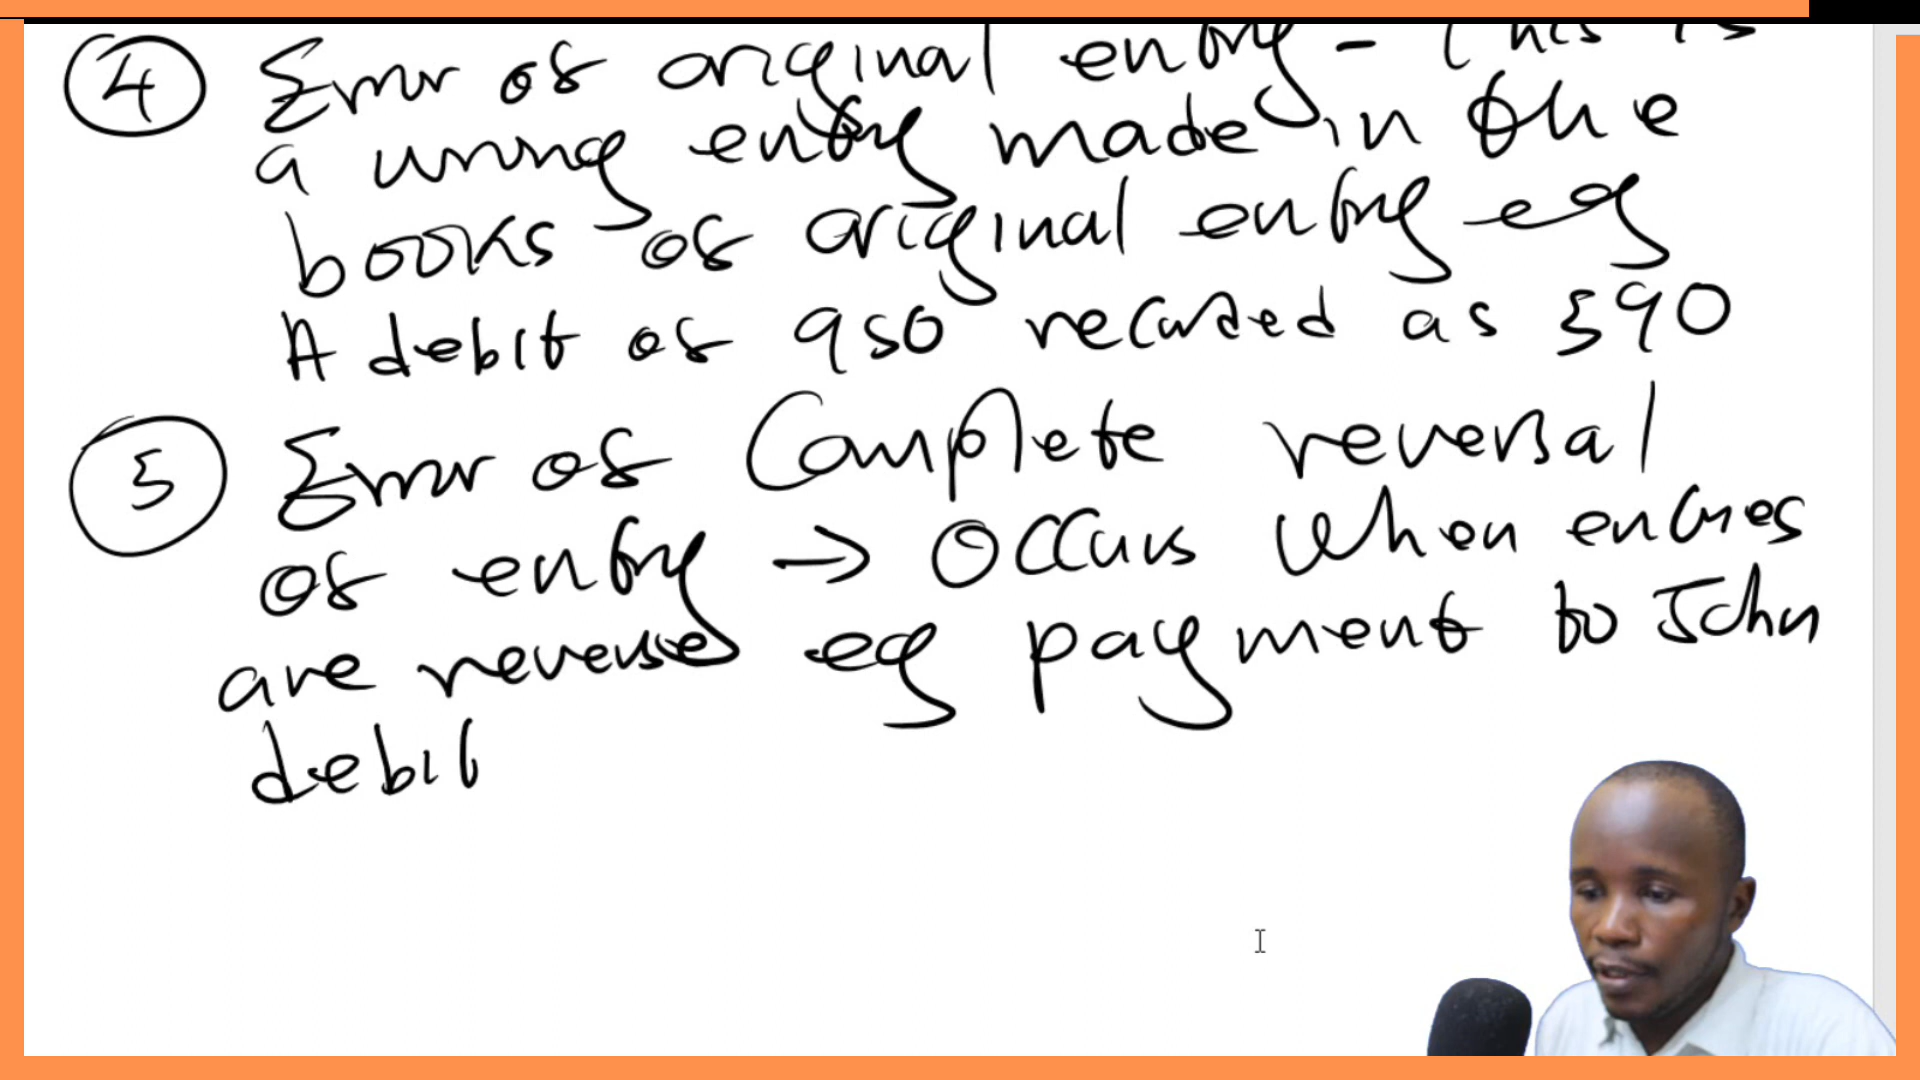 4 Error of original entry - This is
a wrong entry made in the
books of original entry eg
A debit of 950 recorded as 590
5 Error of Complete reversal
of entry → Occurs when entries
are reversed eg payment to John
debit